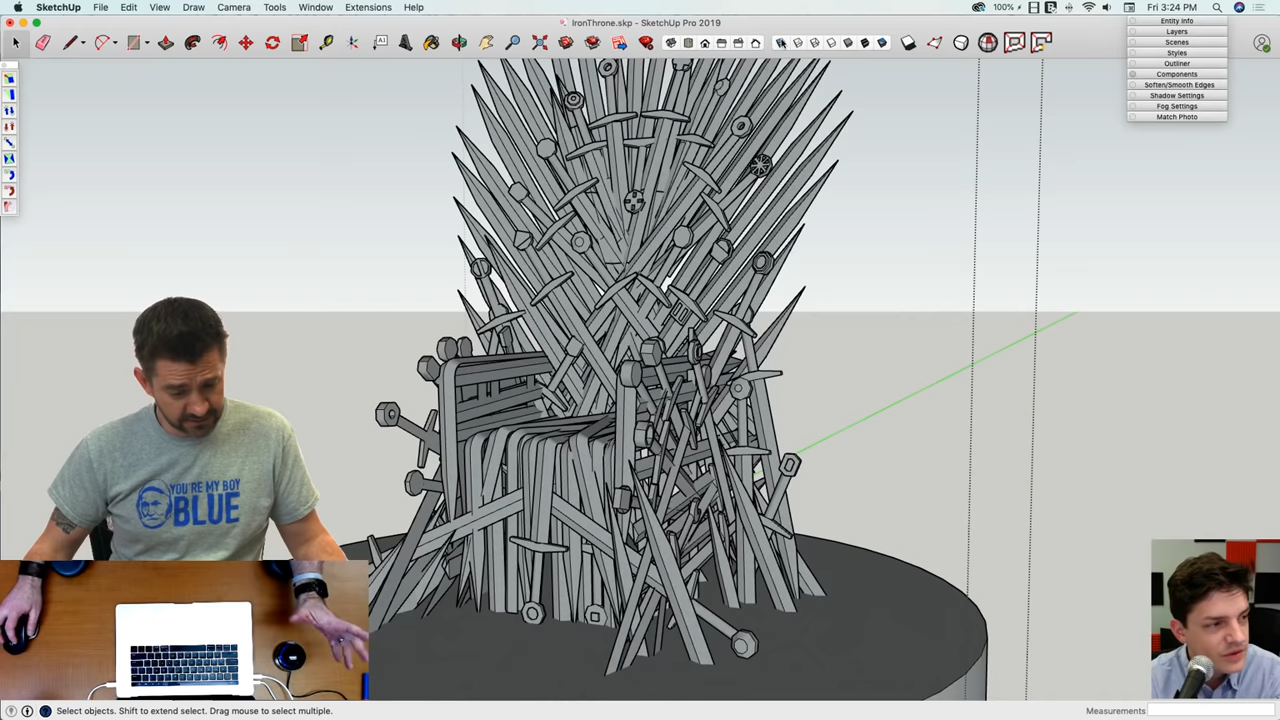 SketchUp File Edit View Draw Camera Tools Window Extensions Help
100% Fri 3:24 PM
IronThrone.skp - SketchUp Pro 2019
Entity Info
Layers
Scenes
Styles
Outliner
Components
Soften/Smooth Edges
Shadow Settings
Fog Settings
Match Photo
YOU'RE MY BOY
BLUE
Select objects. Shift to extend select. Drag mouse to select multiple.
Measurements